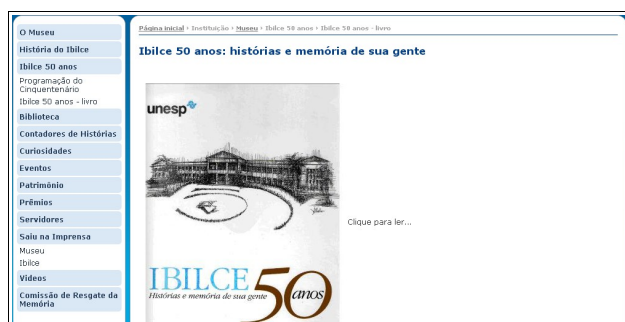 O Museu
História do Ibilce
Ibilce 50 anos
Programação do
Cinquentenário
Ibilce 50 anos - livro
Biblioteca
Contadores de Histórias
Curiosidades
Eventos
Patrimônio
Prêmios
Servidores
Saiu na Imprensa
Museu
Ibilce
Vídeos
Comissão de Resgate da
Memória
Página inicial › Instituição › Museu › Ibilce 50 anos › Ibilce 50 anos - livro
Ibilce 50 anos: histórias e memória de sua gente
unesp
IBILCE 50 anos
Histórias e memória de sua gente
Clique para ler...